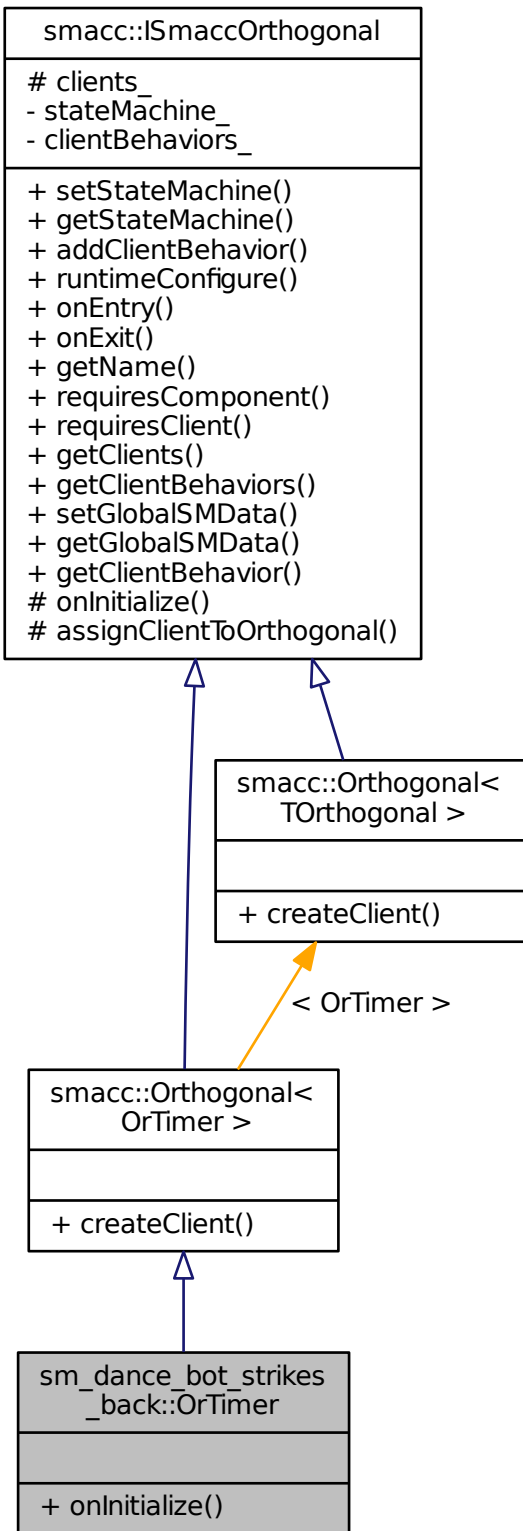 smacc::ISmaccOrthogonal
# clients_
- stateMachine_
- clientBehaviors_
+ setStateMachine()
+ getStateMachine()
+ addClientBehavior()
+ runtimeConfigure()
+ onEntry()
+ onExit()
+ getName()
+ requiresComponent()
+ requiresClient()
+ getClients()
+ getClientBehaviors()
+ setGlobalSMData()
+ getGlobalSMData()
+ getClientBehavior()
# onInitialize()
# assignClientToOrthogonal()
smacc::Orthogonal<
TOrthogonal >
+ createClient()
< OrTimer >
smacc::Orthogonal<
OrTimer >
+ createClient()
sm_dance_bot_strikes
_back::OrTimer
+ onInitialize()